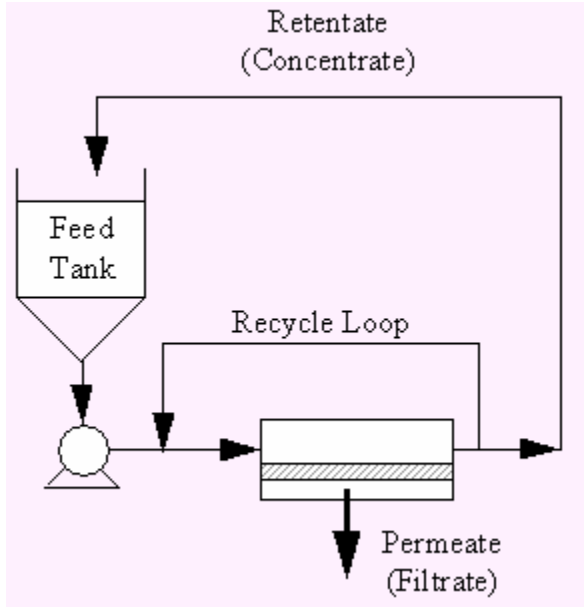 Retentate
(Concentrate)
Feed
Tank
Recycle Loop
Permeate
(Filtrate)